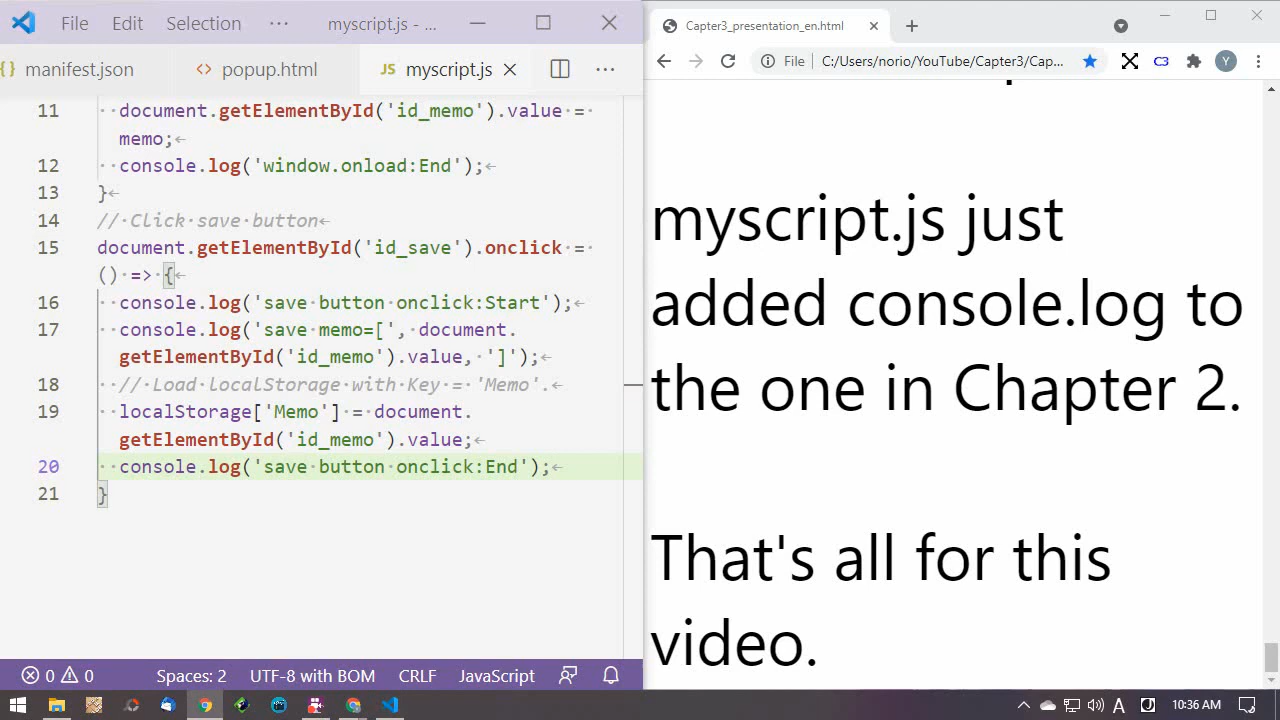 File Edit Selection ··· myscript.js - ...
manifest.json popup.html JS myscript.js
11 document.getElementById('id_memo').value =
memo;
12 console.log('window.onload:End');
13 }
14 // Click save button
15 document.getElementById('id_save').onclick =
() => {
16 console.log('save button onclick:Start');
17 console.log('save memo=[', document.
getElementById('id_memo').value, ']');
18 // Load localStorage with Key = 'Memo'.
19 localStorage['Memo'] = document.
getElementById('id_memo').value;
20 console.log('save button onclick:End');
21 }
0 0 Spaces: 2 UTF-8 with BOM CRLF JavaScript
Capter3_presentation_en.html
File C:/Users/norio/YouTube/Capter3/Cap... C3 Y
myscript.js just
added console.log to
the one in Chapter 2.
That's all for this
video.
A 10:36 AM